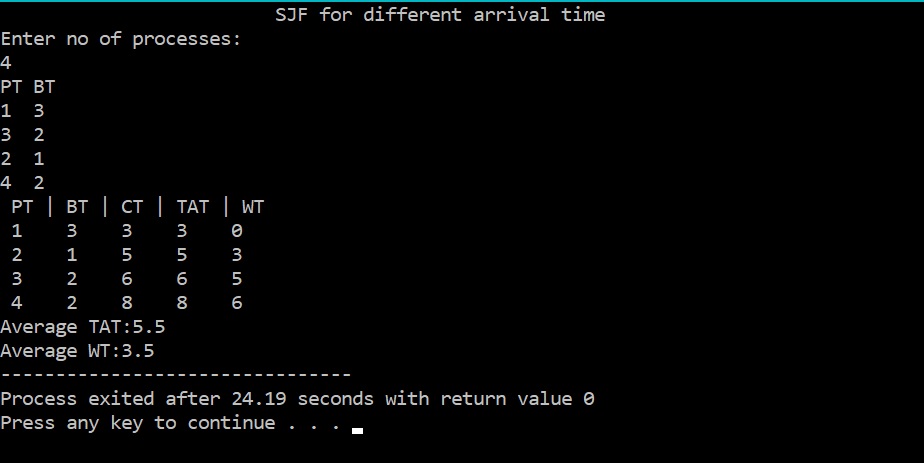 SJF for different arrival time
Enter no of processes:
4
PT BT
1 3
3 2
2 1
4 2
PT | BT | CT | TAT | WT
1 3 3 3 0
2 1 5 5 3
3 2 6 6 5
4 2 8 8 6
Average TAT:5.5
Average WT:3.5
--------------------------------
Process exited after 24.19 seconds with return value 0
Press any key to continue . . .